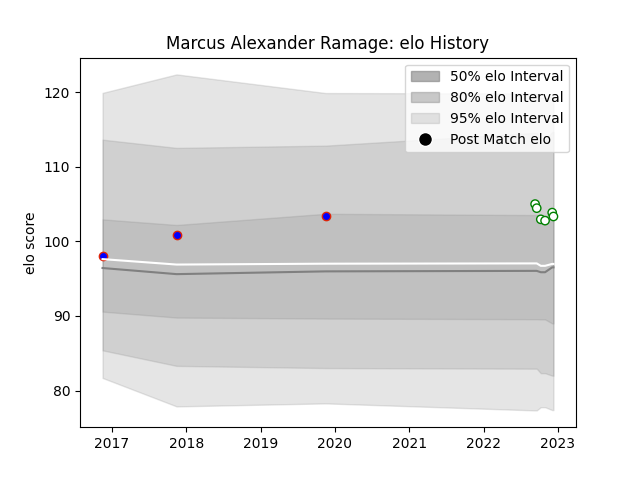 Marcus Alexander Ramage: elo History
50% elo Interval
80% elo Interval
95% elo Interval
Post Match elo
elo score
120
110
100
90
80
2017 2018 2019 2020 2021 2022 2023